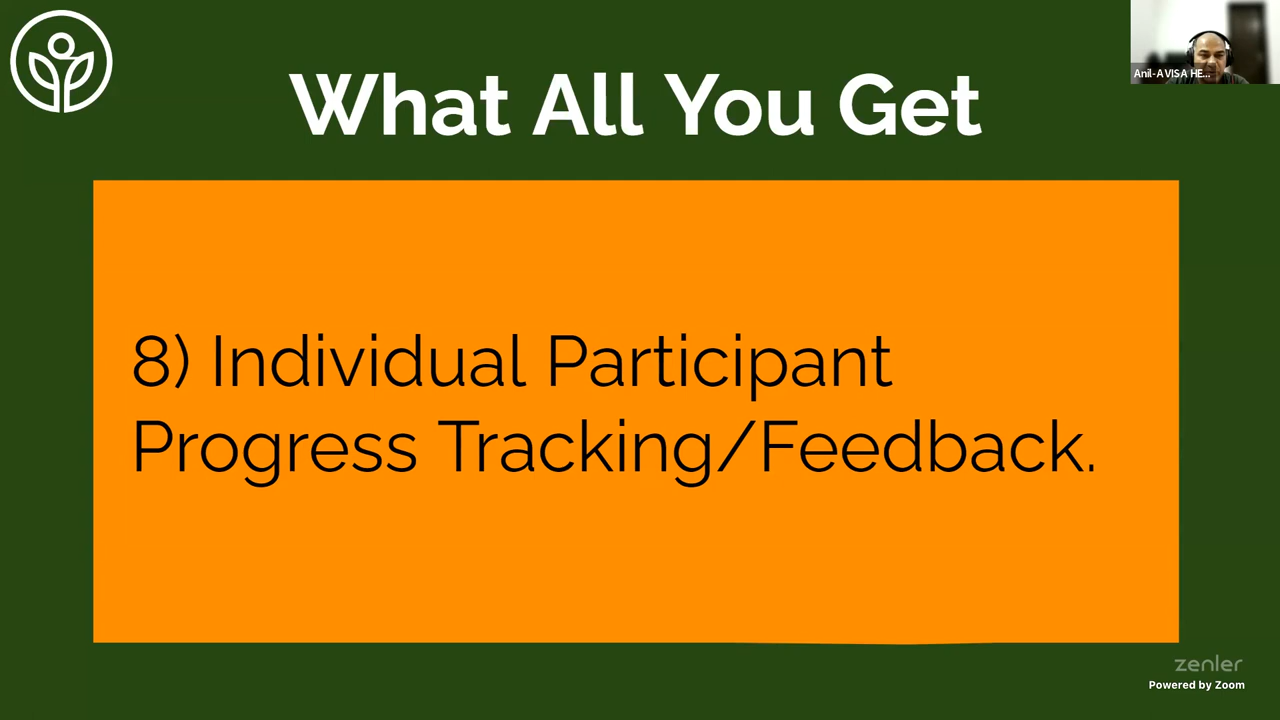 What All You Get
Anil-AVISA HE...
8) Individual Participant
Progress Tracking/Feedback.
zenler
Powered by Zoom